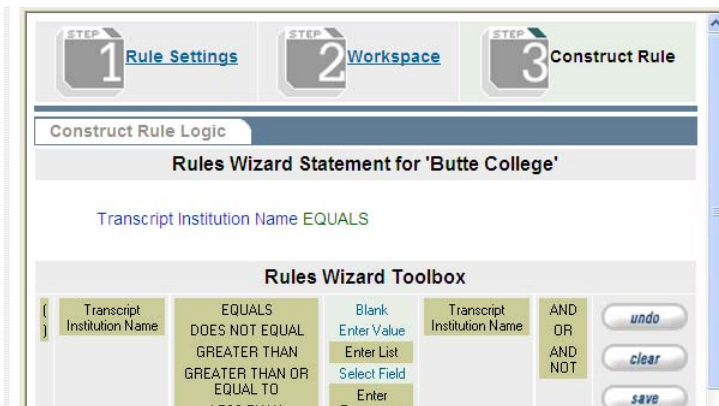 STEP 1 Rule Settings
STEP 2 Workspace
STEP 3 Construct Rule
Construct Rule Logic
Rules Wizard Statement for 'Butte College'
Transcript Institution Name EQUALS
Rules Wizard Toolbox
(
)
Transcript
Institution Name
EQUALS
DOES NOT EQUAL
GREATER THAN
GREATER THAN OR
EQUAL TO
Blank
Enter Value
Enter List
Select Field
Enter
Transcript
Institution Name
AND
OR
AND
NOT
undo
clear
save